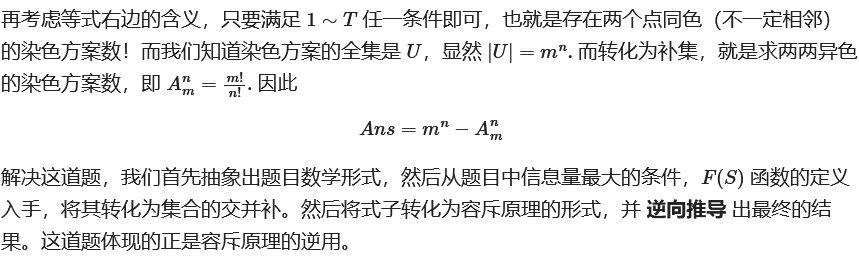 再考虑等式右边的含义，只要满足 1 ∼ T 任一条件即可，也就是存在两个点同色（不一定相邻）
的染色方案数！而我们知道染色方案的全集是 U，显然 |U| = m^n. 而转化为补集，就是求两两异色
的染色方案数，即 A_m^n = \frac{m!}{n!}. 因此
Ans = m^n − A_m^n
解决这道题，我们首先抽象出题目数学形式，然后从题目中信息量最大的条件，F(S) 函数的定义
入手，将其转化为集合的交并补。然后将式子转化为容斥原理的形式，并 逆向推导 出最终的结
果。这道题体现的正是容斥原理的逆用。